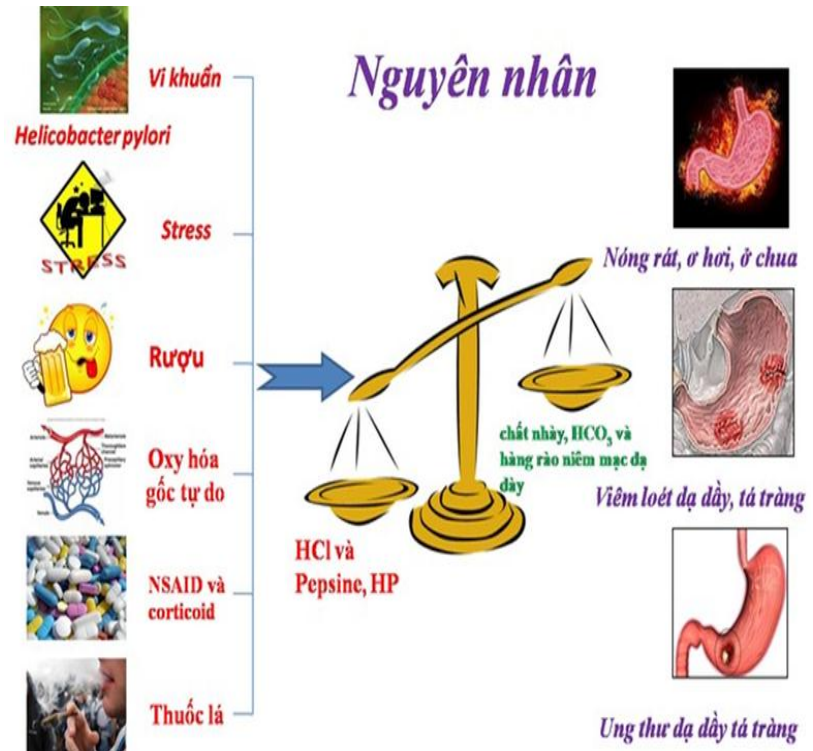 Nguyên nhân
Vi khuẩn
Helicobacter pylori
Stress
STRESS
Rượu
Oxy hóa
gốc tự do
NSAID và
corticoid
Thuốc lá
HCl và
Pepsine, HP
chất nhày, HCO₃ và
hàng rào niêm mạc dạ
dày
Nóng rát, ơ hơi, ở chua
Viêm loét dạ dầy, tá tràng
Ung thư dạ dầy tá tràng